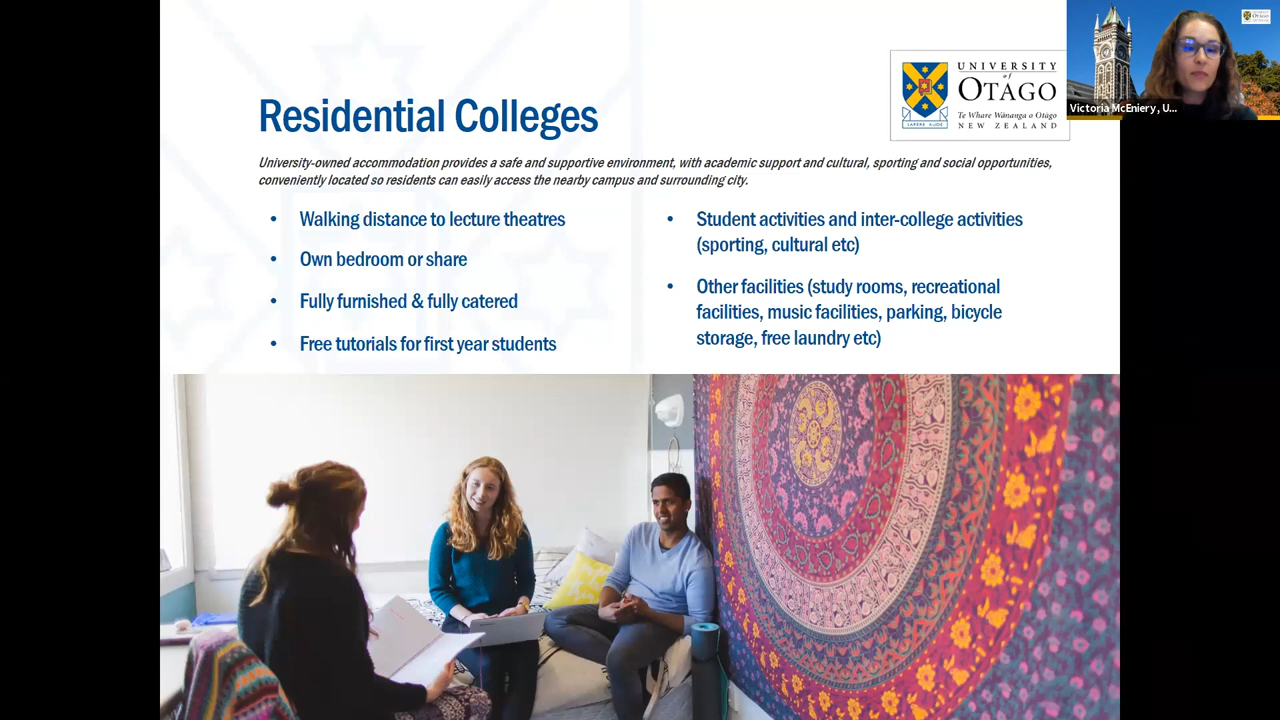 Residential Colleges
UNIVERSITY
of
OTAGO
Te Whare Wānanga o Otāgo
NEW ZEALAND
SAPERE AUDE
Victoria McEniery, U...
University-owned accommodation provides a safe and supportive environment, with academic support and cultural, sporting and social opportunities,
conveniently located so residents can easily access the nearby campus and surrounding city.
• Walking distance to lecture theatres
• Own bedroom or share
• Fully furnished & fully catered
• Free tutorials for first year students
• Student activities and inter-college activities
(sporting, cultural etc)
• Other facilities (study rooms, recreational
facilities, music facilities, parking, bicycle
storage, free laundry etc)
OTAGO